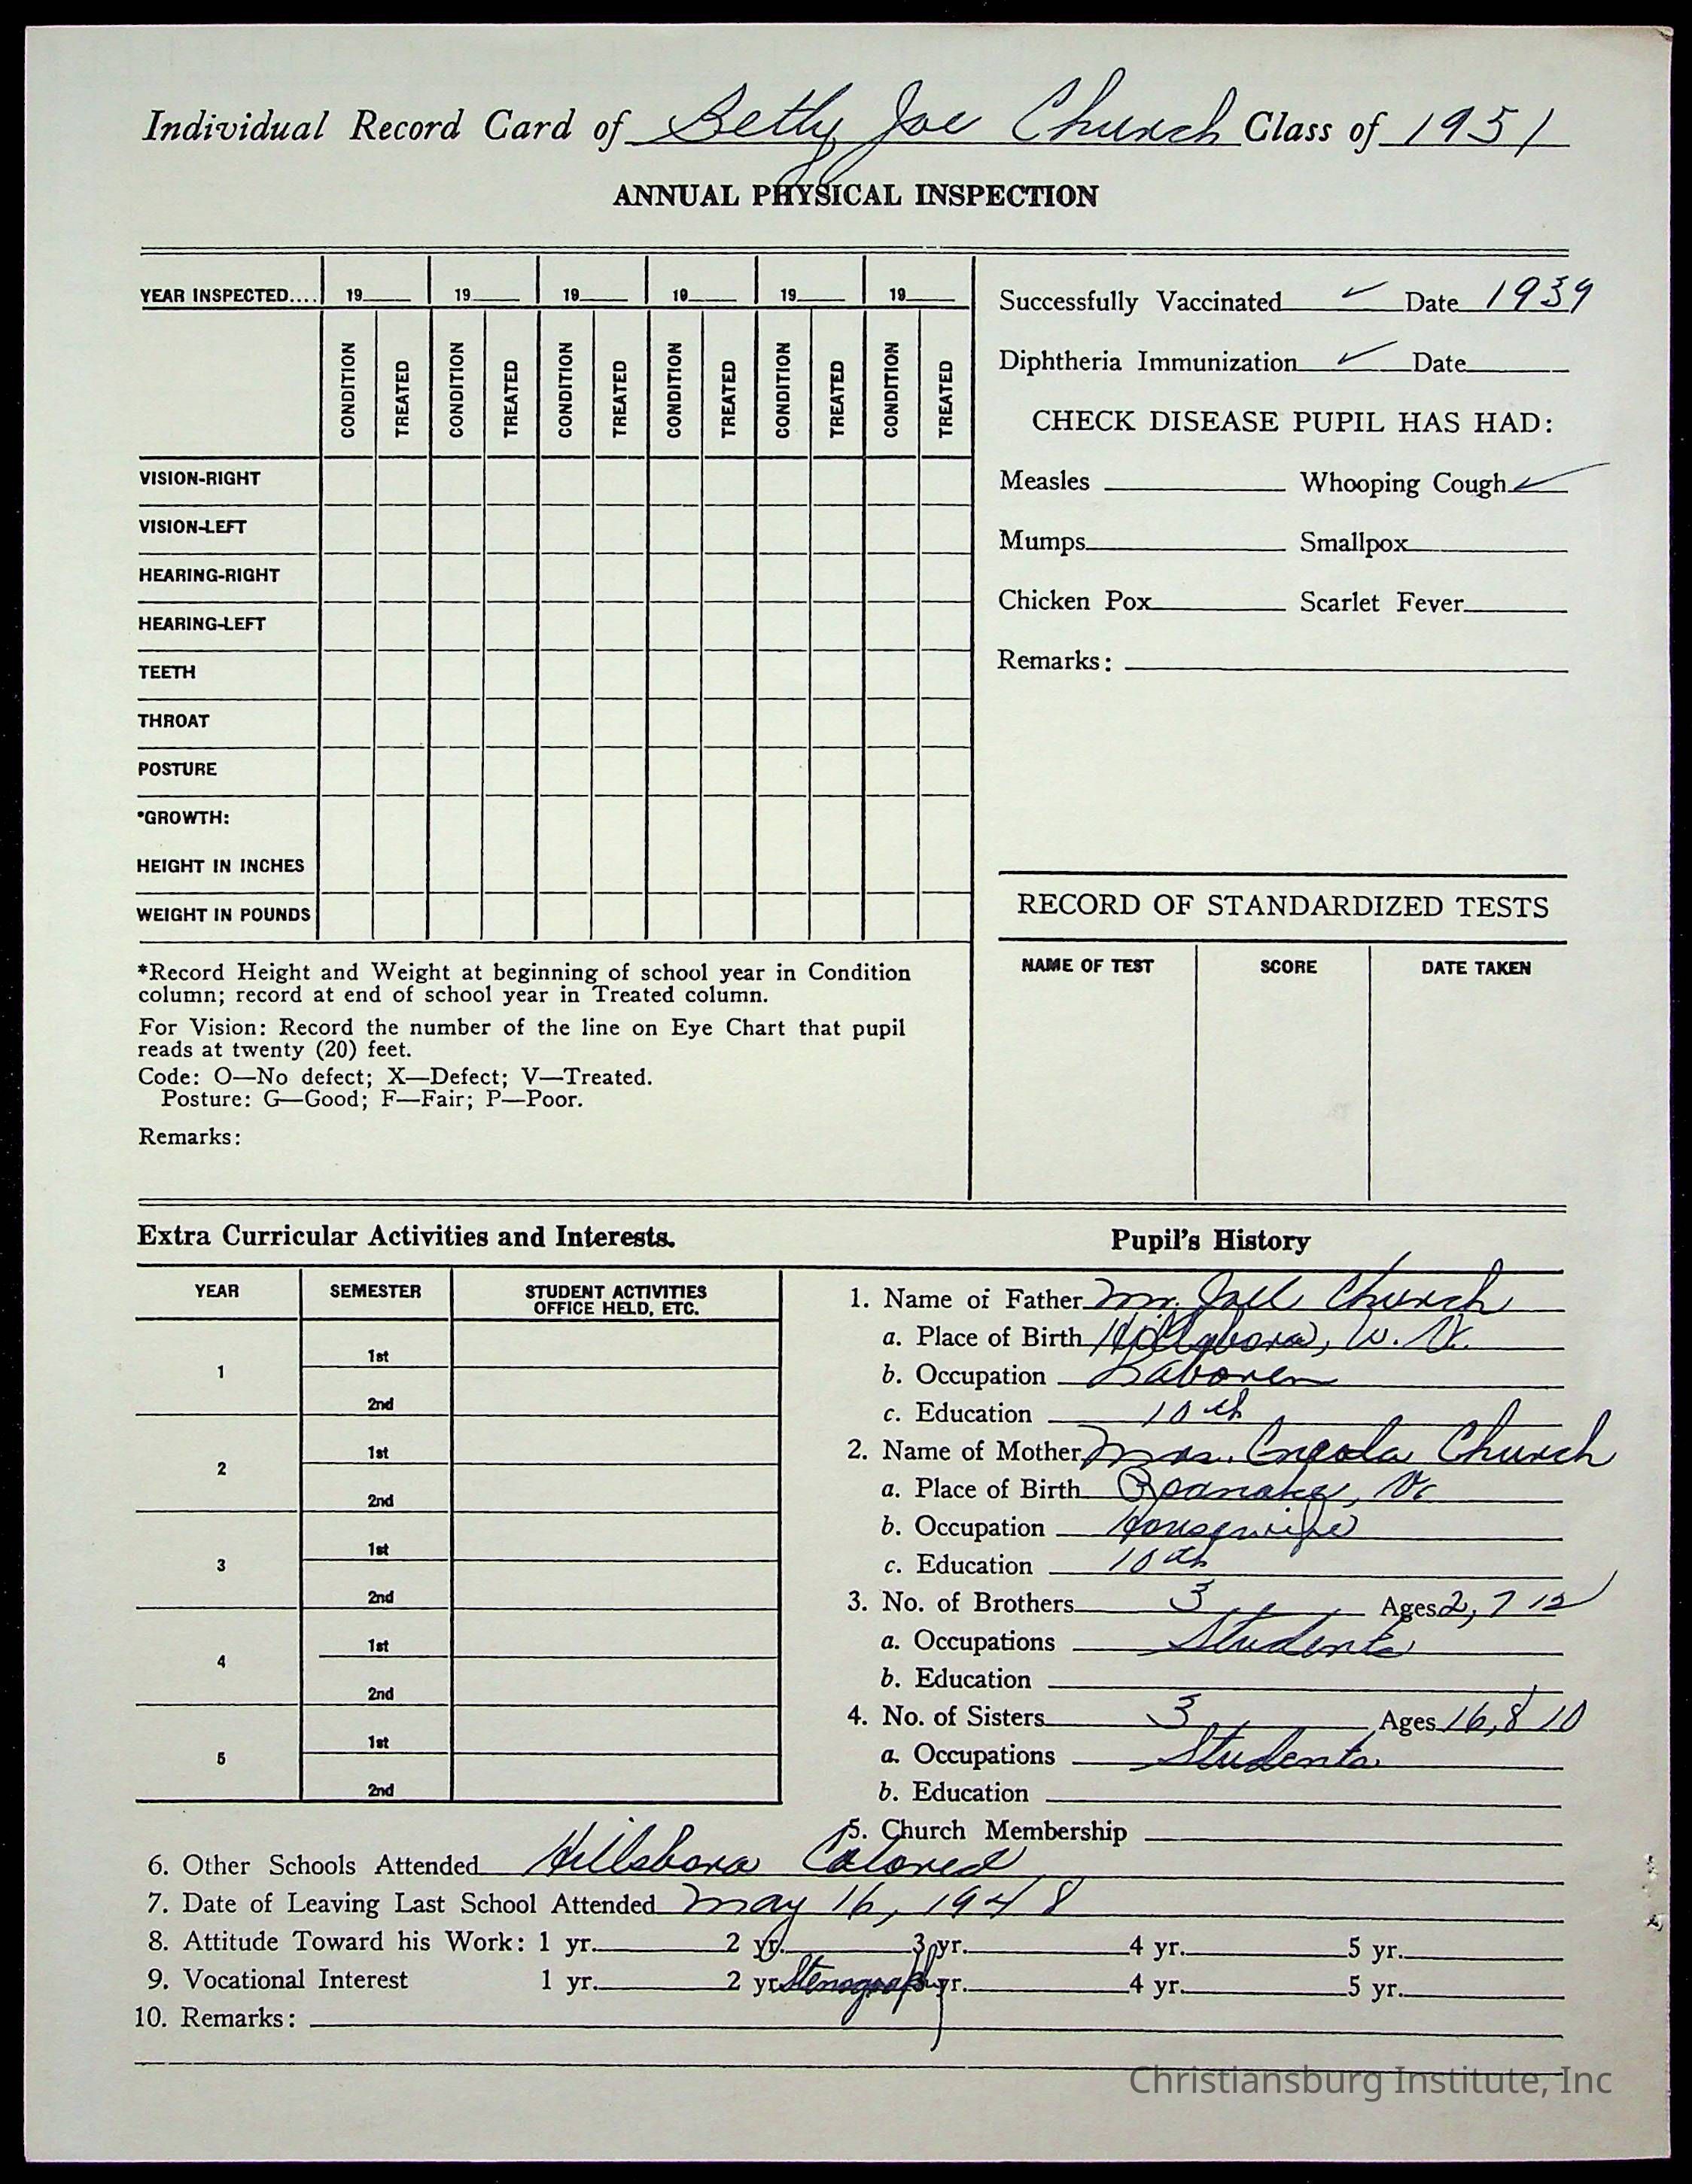 Individual Record Card of Betty Joe Church Class of 1951
ANNUAL PHYSICAL INSPECTION
YEAR INSPECTED.... 19 19 19 19 19 19
CONDITION TREATED CONDITION TREATED CONDITION TREATED CONDITION TREATED CONDITION TREATED CONDITION TREATED
VISION-RIGHT
VISION-LEFT
HEARING-RIGHT
HEARING-LEFT
TEETH
THROAT
POSTURE
*GROWTH:
HEIGHT IN INCHES
WEIGHT IN POUNDS
*Record Height and Weight at beginning of school year in Condition
column; record at end of school year in Treated column.
For Vision: Record the number of the line on Eye Chart that pupil
reads at twenty (20) feet.
Code: O—No defect; X—Defect; V—Treated.
Posture: G—Good; F—Fair; P—Poor.
Remarks:
Successfully Vaccinated ✓ Date 1939
Diphtheria Immunization ✓ Date
CHECK DISEASE PUPIL HAS HAD:
Measles Whooping Cough ✓
Mumps Smallpox
Chicken Pox Scarlet Fever
Remarks:
RECORD OF STANDARDIZED TESTS
NAME OF TEST SCORE DATE TAKEN
Extra Curricular Activities and Interests.
YEAR SEMESTER STUDENT ACTIVITIES
OFFICE HELD, ETC.
1 1st
2nd
2 1st
2nd
3 1st
2nd
4 1st
2nd
5 1st
2nd
Pupil's History
1. Name of Father Mr. Church
a. Place of Birth Hillsboro, W. Va.
b. Occupation Laborer
c. Education 10th
2. Name of Mother Mrs. Church
a. Place of Birth Roanoke, Va
b. Occupation Housewife
c. Education 10th
3. No. of Brothers 3 Ages 2, 7 12
a. Occupations Students
b. Education
4. No. of Sisters 3 Ages 16, 8 10
a. Occupations Students
b. Education
5. Church Membership
6. Other Schools Attended Hillsboro Colored
7. Date of Leaving Last School Attended May 16, 1948
8. Attitude Toward his Work: 1 yr. 2 yr. 3 yr. 4 yr. 5 yr.
9. Vocational Interest 1 yr. 2 yr. Stenography 3 yr. 4 yr. 5 yr.
10. Remarks:
Christiansburg Institute, Inc